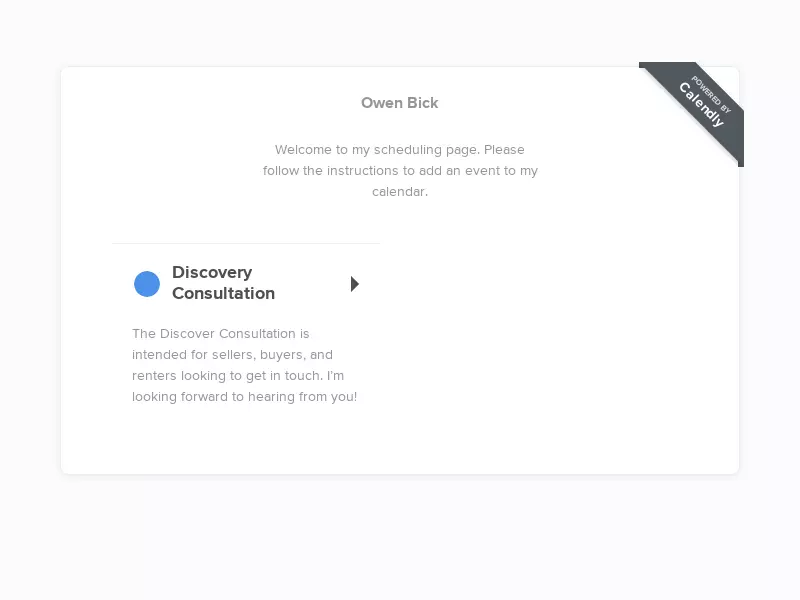 POWERED BY
Calendly
Owen Bick
Welcome to my scheduling page. Please
follow the instructions to add an event to my
calendar.
Discovery
Consultation
The Discover Consultation is
intended for sellers, buyers, and
renters looking to get in touch. I'm
looking forward to hearing from you!